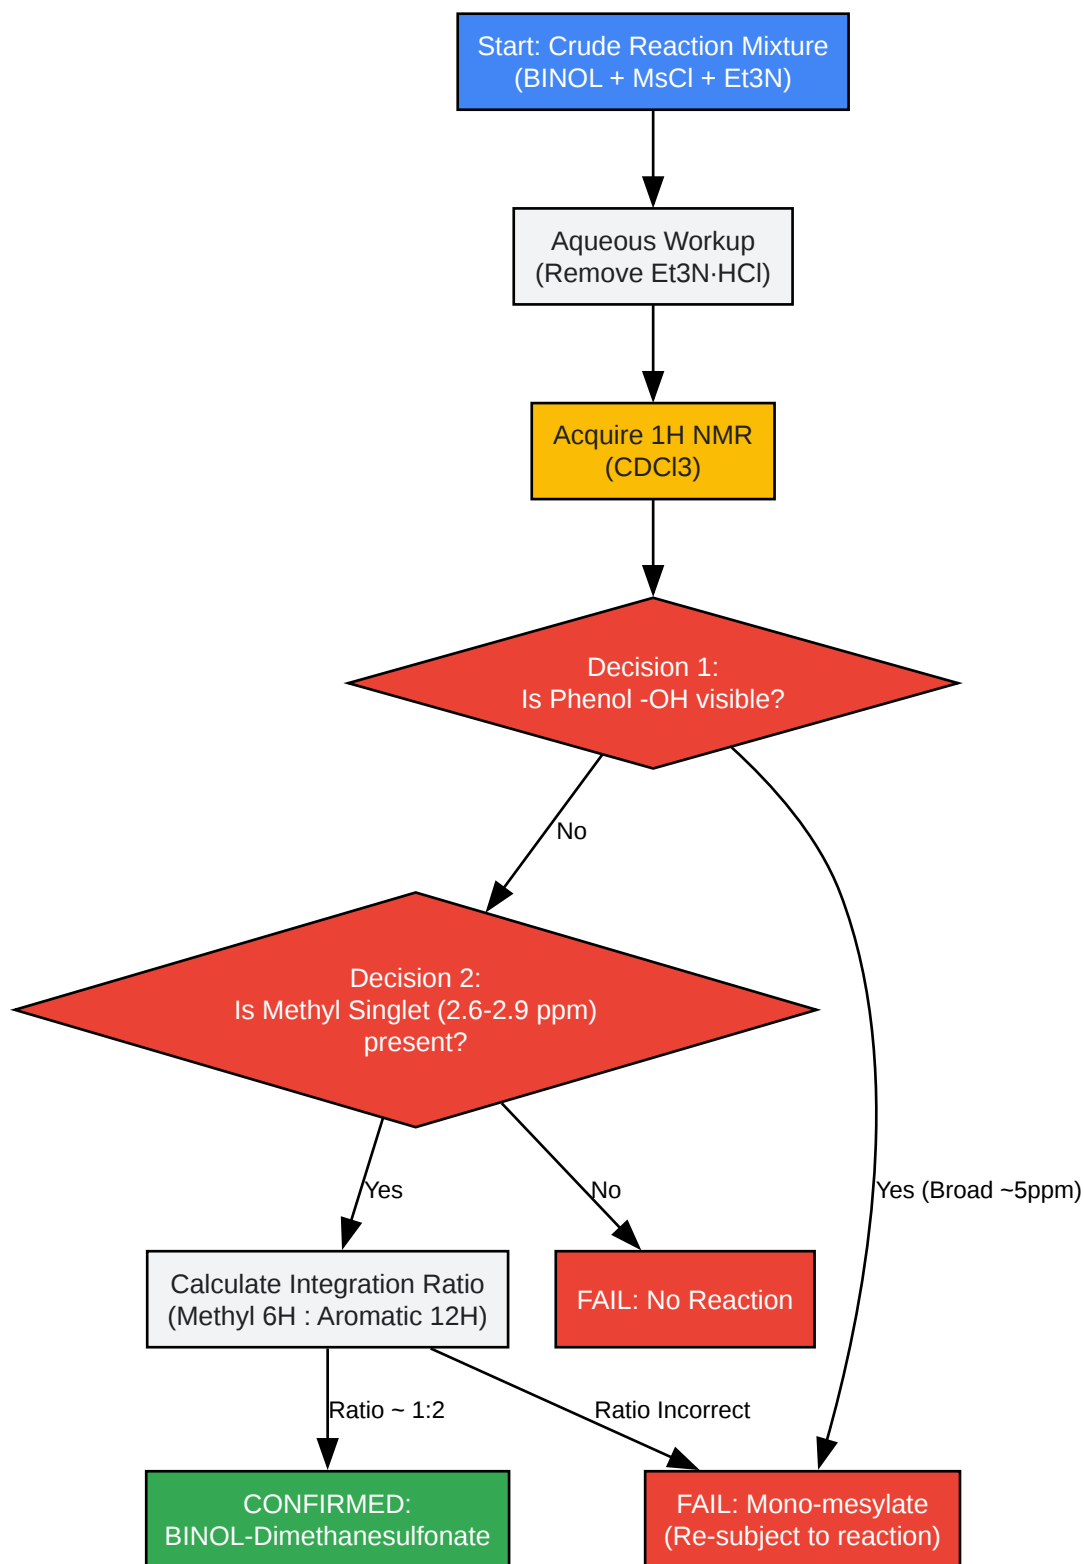 Start: Crude Reaction Mixture
(BINOL + MsCl + Et3N)
Aqueous Workup
(Remove Et3N·HCl)
Acquire 1H NMR
(CDCl3)
Decision 1:
Is Phenol -OH visible?
No
Decision 2:
Is Methyl Singlet (2.6-2.9 ppm)
present?
Yes
No
Yes (Broad ~5ppm)
Calculate Integration Ratio
(Methyl 6H : Aromatic 12H)
FAIL: No Reaction
Ratio ~ 1:2
Ratio Incorrect
CONFIRMED:
BINOL-Dimethanesulfonate
FAIL: Mono-mesylate
(Re-subject to reaction)